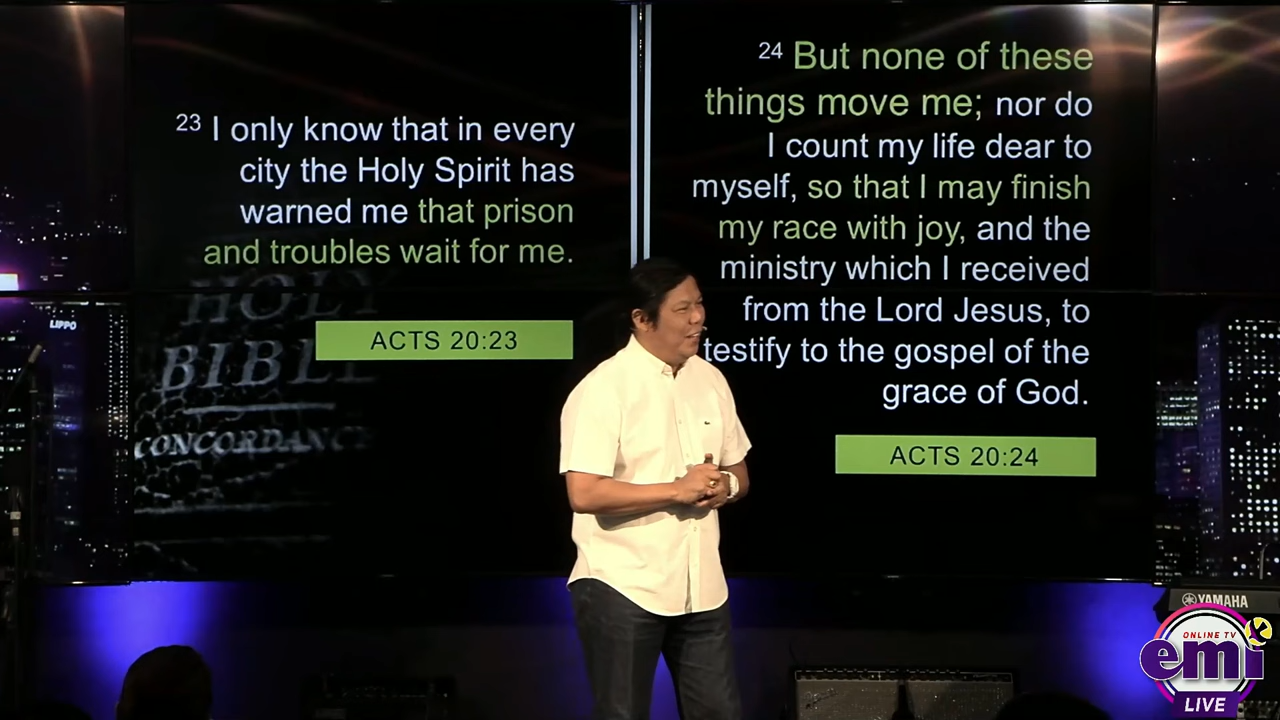 23 I only know that in every
city the Holy Spirit has
warned me that prison
and troubles wait for me.
ACTS 20:23
HOLY
BIBLE
CONCORDANCE
24 But none of these
things move me; nor do
I count my life dear to
myself, so that I may finish
my race with joy, and the
ministry which I received
from the Lord Jesus, to
testify to the gospel of the
grace of God.
ACTS 20:24
LIPPO
YAMAHA
ONLINE TV
emi
LIVE